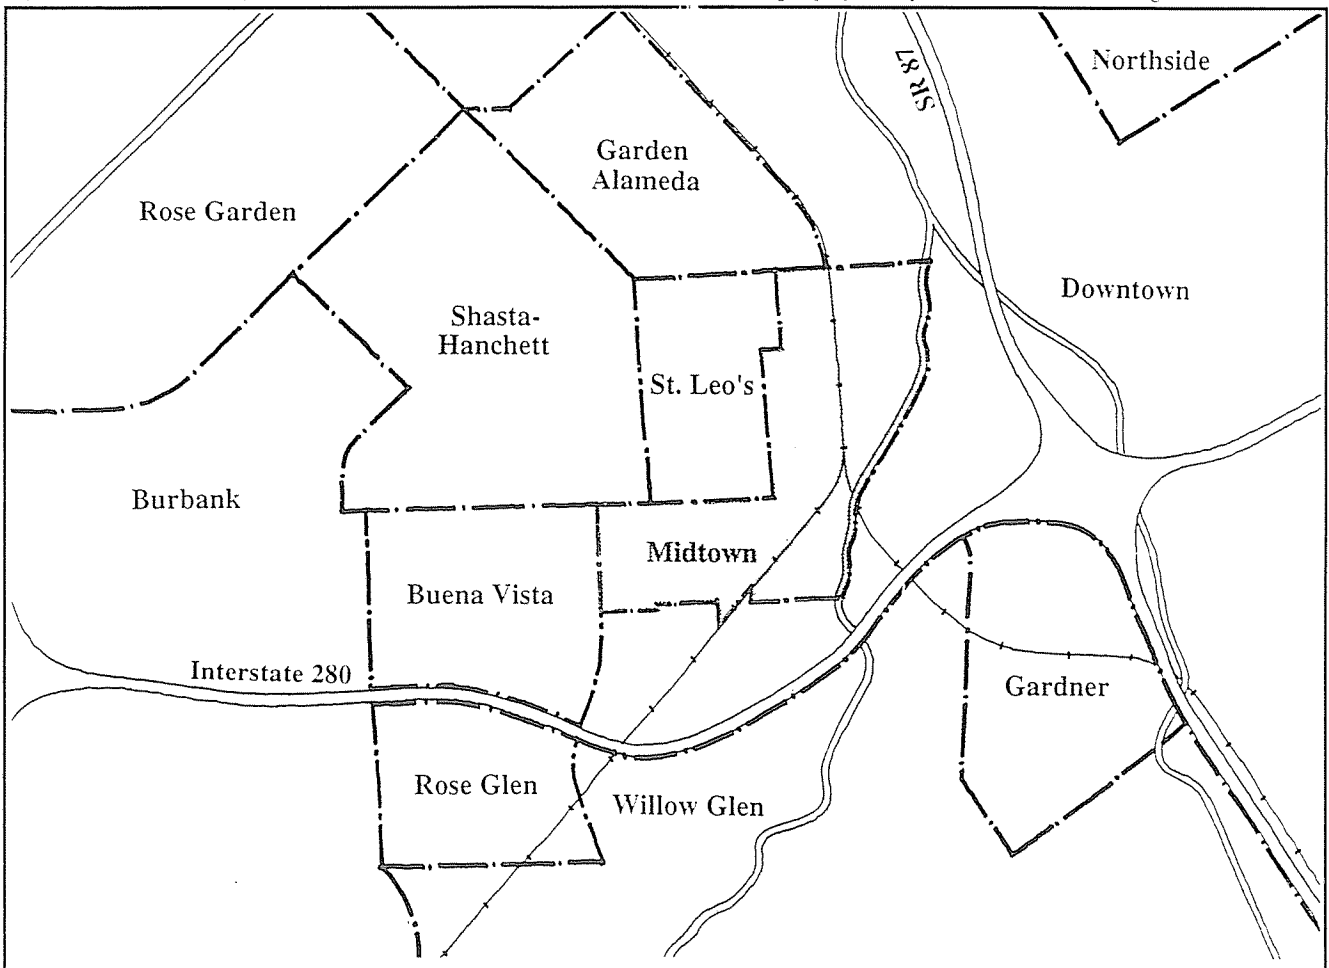 Northside
SR 87
Garden
Alameda
Rose Garden
Downtown
Shasta-
Hanchett
St. Leo's
Burbank
Midtown
Buena Vista
Interstate 280
Gardner
Rose Glen
Willow Glen